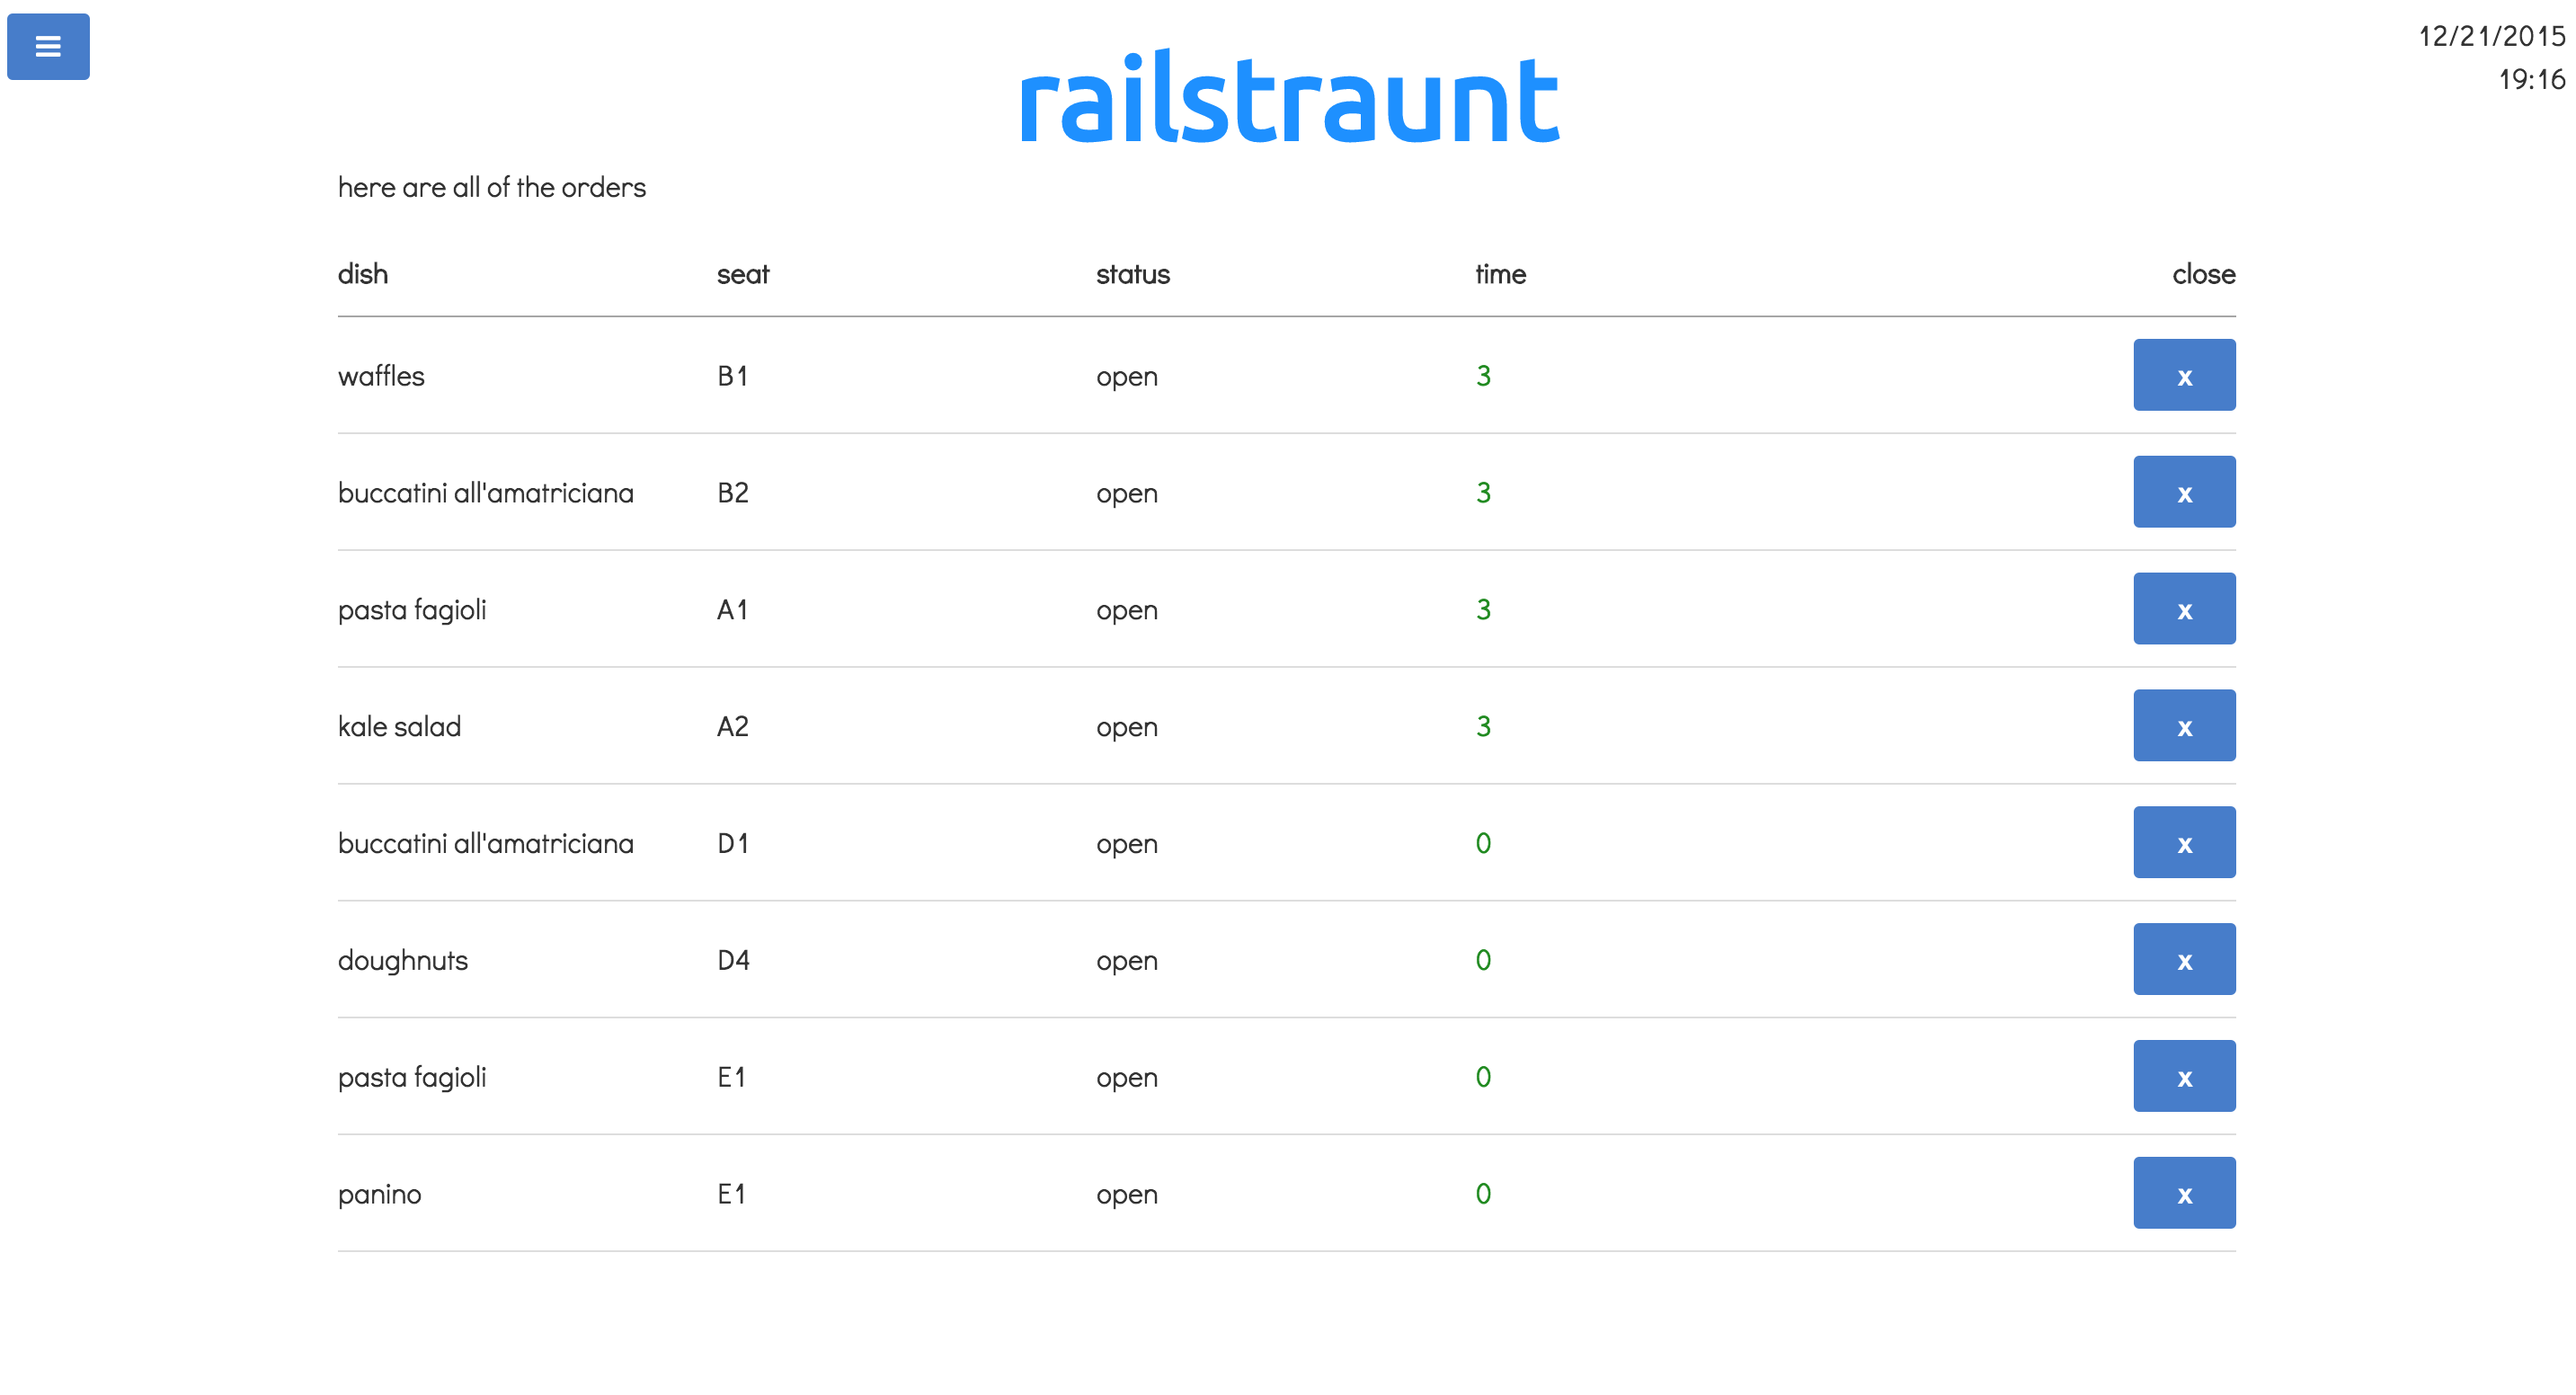 12/21/2015
19:16
railstraunt
here are all of the orders
dish seat status time close
waffles B1 open 3 x
buccatini all'amatriciana B2 open 3 x
pasta fagioli A1 open 3 x
kale salad A2 open 3 x
buccatini all'amatriciana D1 open 0 x
doughnuts D4 open 0 x
pasta fagioli E1 open 0 x
panino E1 open 0 x